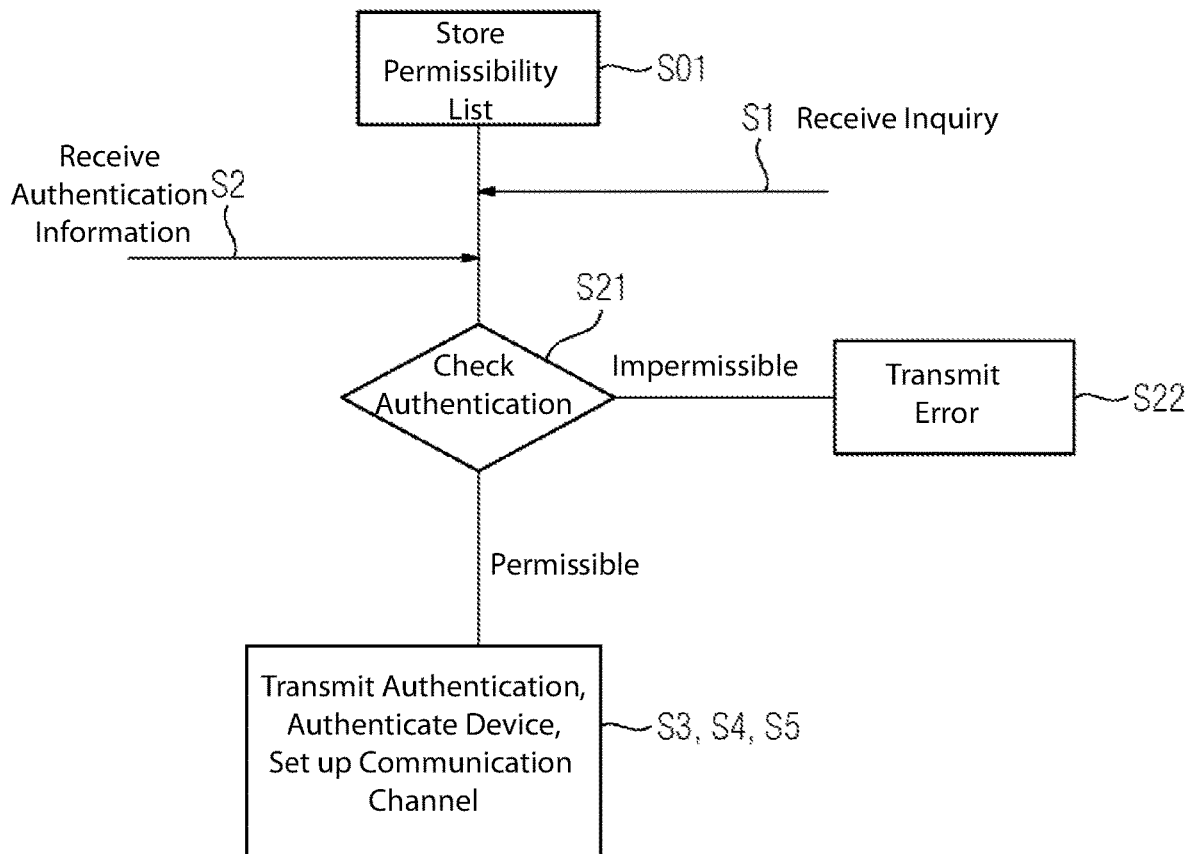 Store
Permissibility
List
S01
S1 Receive Inquiry
Receive
Authentication S2
Information
S21
Check
Authentication
Impermissible
Transmit
Error
S22
Permissible
Transmit Authentication,
Authenticate Device,
Set up Communication
Channel
S3, S4, S5